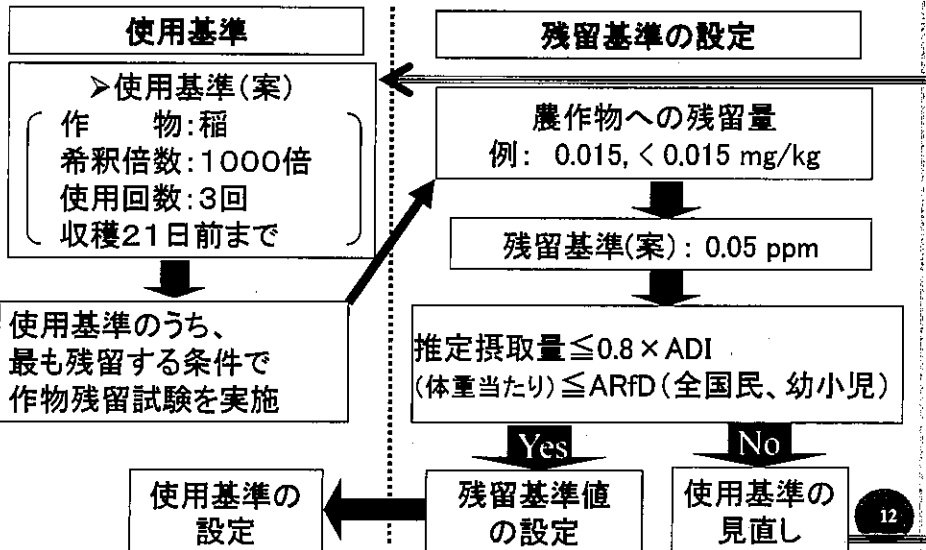 使用基準
➢使用基準(案)
作　　物:稲
希釈倍数:1000倍
使用回数:3回
収穫21日前まで
使用基準のうち、
最も残留する条件で
作物残留試験を実施
使用基準の
設定
残留基準の設定
農作物への残留量
例: 0.015, < 0.015 mg/kg
残留基準(案): 0.05 ppm
推定摂取量≦0.8×ADI
(体重当たり)≦ARfD(全国民、幼小児)
Yes
No
残留基準値
の設定
使用基準の
見直し
12